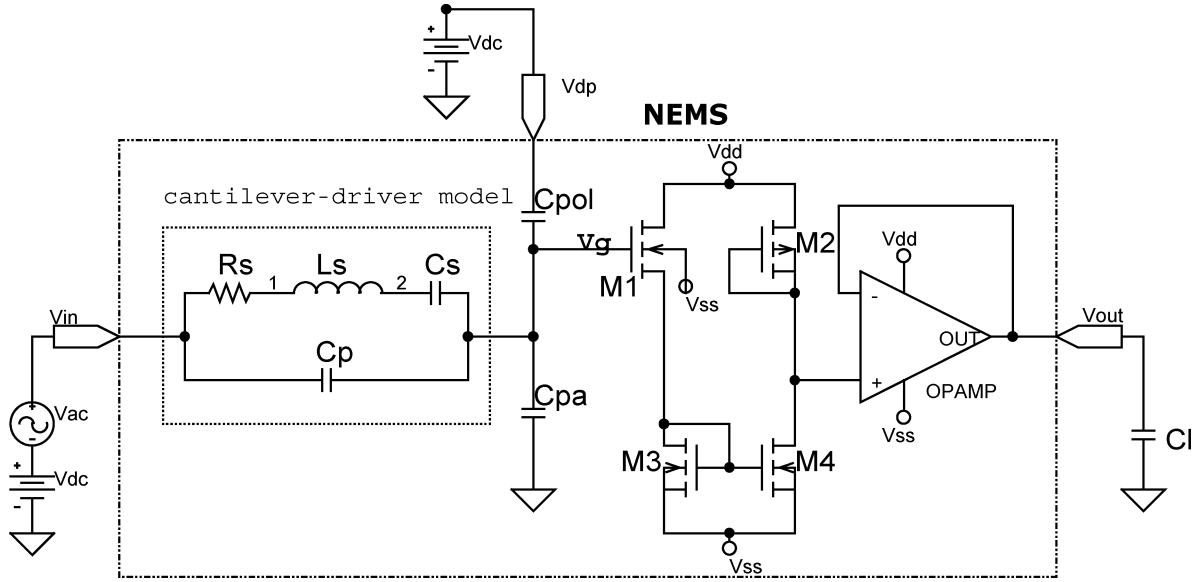 +
Vdc
-
Vdp
NEMS
Vdd
cantilever-driver model
Cpol
Vg
M1
Vss
M2
Vdd
Rs
1
Ls
2
Cs
Vin
Cp
-
OUT
+
OPAMP
Vss
Vout
Cpa
+
Vac
-
+
Vdc
-
M3
M4
Vss
Cl